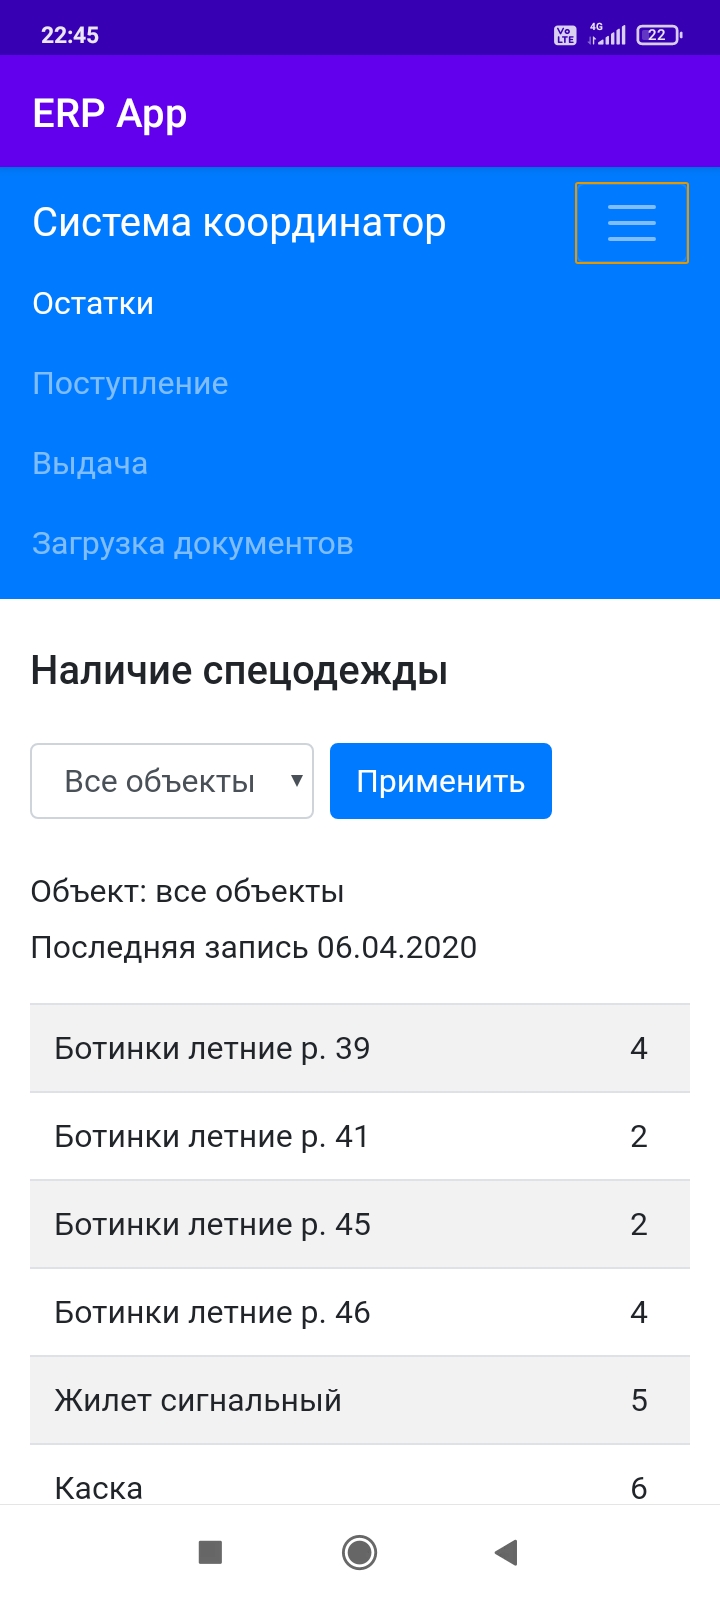 22:45
Vo LTE 4G 22
ERP App
Система координатор
Остатки
Поступление
Выдача
Загрузка документов
Наличие спецодежды
Все объекты ▼ Применить
Объект: все объекты
Последняя запись 06.04.2020
Ботинки летние р. 39 4
Ботинки летние р. 41 2
Ботинки летние р. 45 2
Ботинки летние р. 46 4
Жилет сигнальный 5
Каска 6